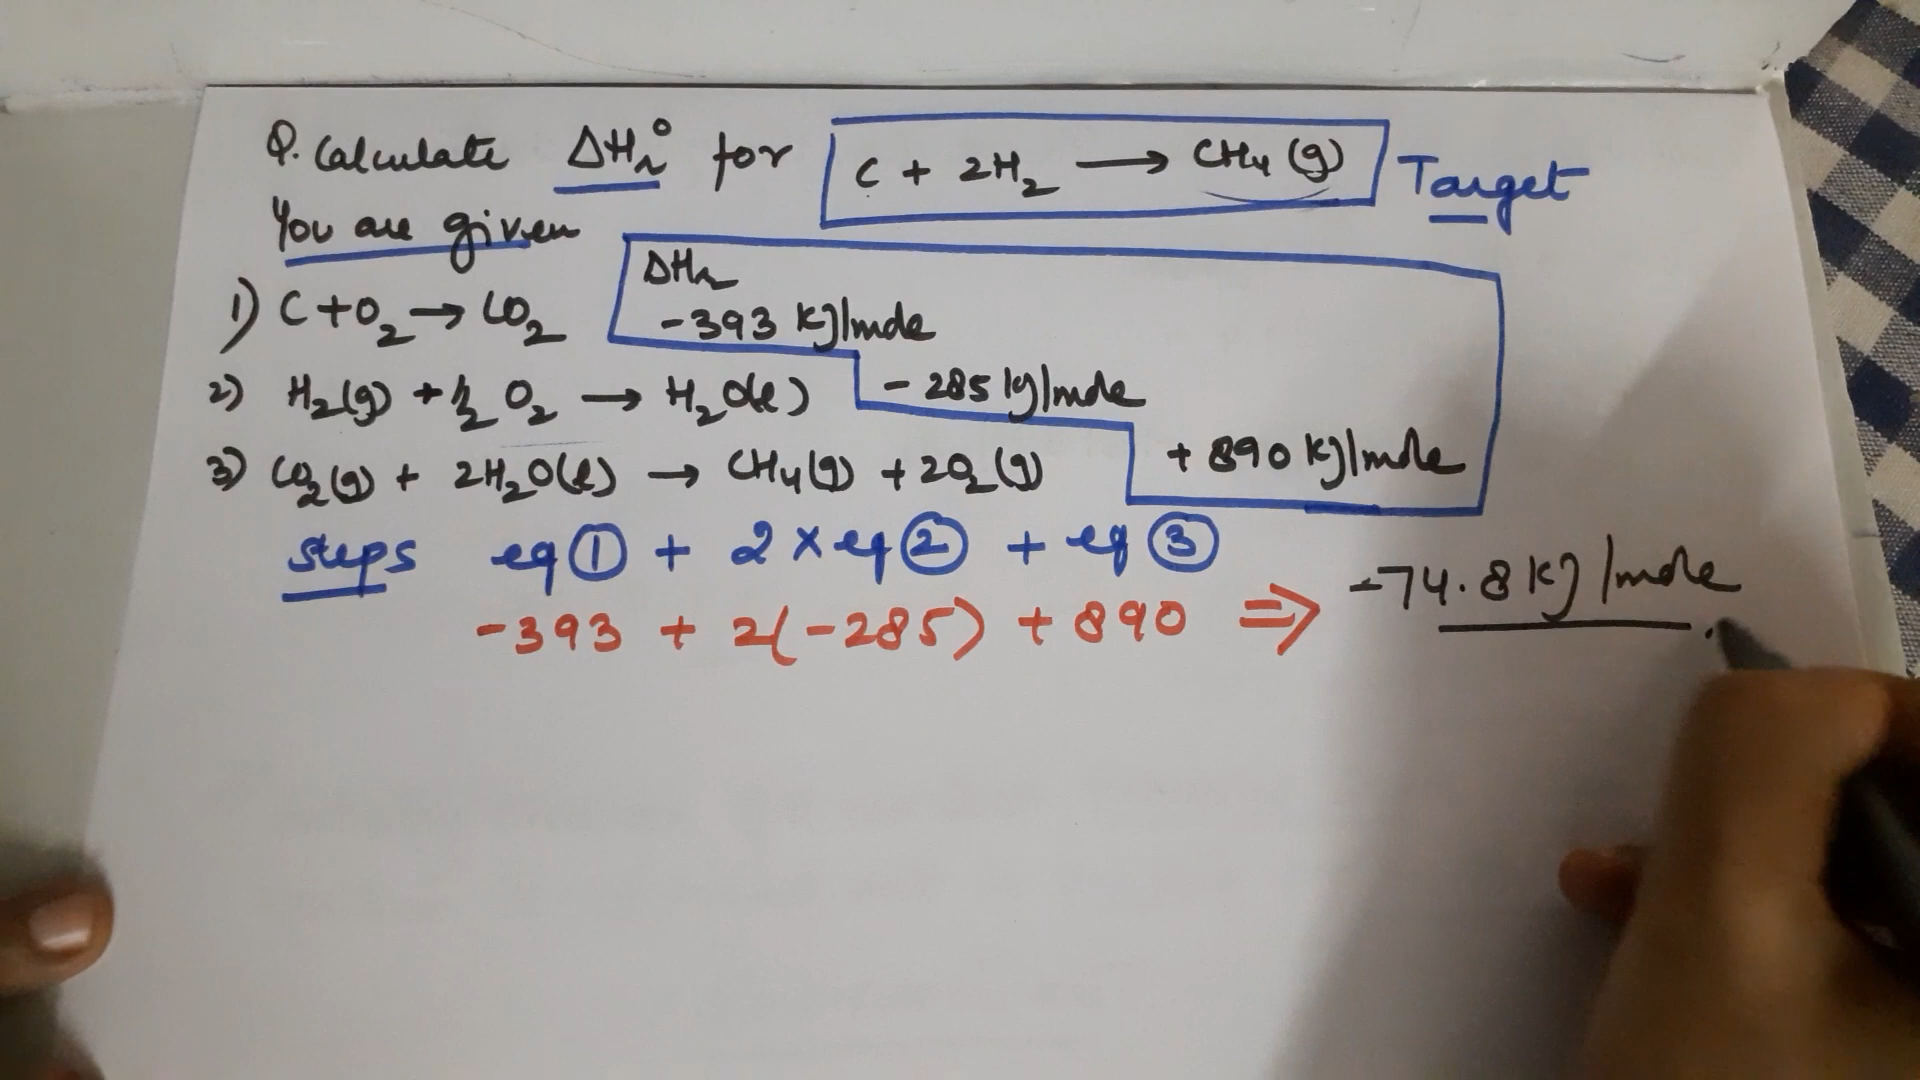 Q. Calculate ΔHr° for C + 2H2 → CH4 (g) Target
You are given
ΔHr
1) C + O2 → CO2 -393 KJ/mole
2) H2(g) + 1/2 O2 → H2O(l) -285 KJ/mole
3) CO2(g) + 2H2O(l) → CH4(g) + 2O2(g) +890 KJ/mole
steps eq ① + 2 × eq ② + eq ③
-393 + 2(-285) + 890 ⇒ -74.8 KJ/mole.